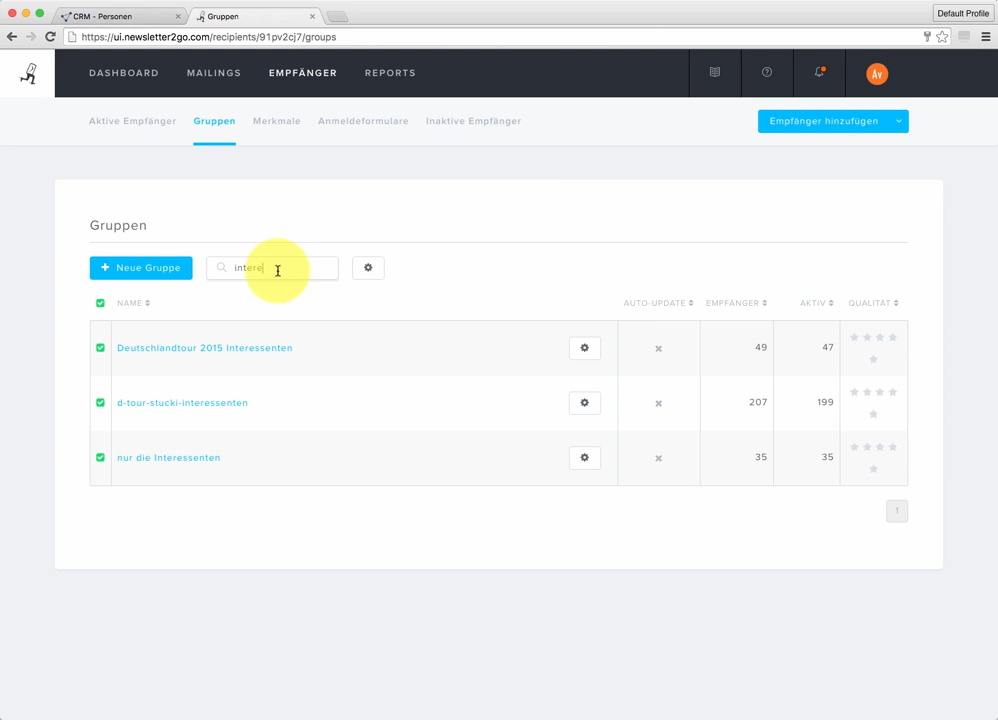 CRM - Personen
Gruppen
Default Profile
https://ui.newsletter2go.com/recipients/91pv2cj7/groups
DASHBOARD MAILINGS EMPFÄNGER REPORTS
Av
Aktive Empfänger Gruppen Merkmale Anmeldeformulare Inaktive Empfänger
Empfänger hinzufügen
Gruppen
+ Neue Gruppe
intere
NAME AUTO-UPDATE EMPFÄNGER AKTIV QUALITÄT
Deutschlandtour 2015 Interessenten 49 47
d-tour-stucki-interessenten 207 199
nur die Interessenten 35 35
1